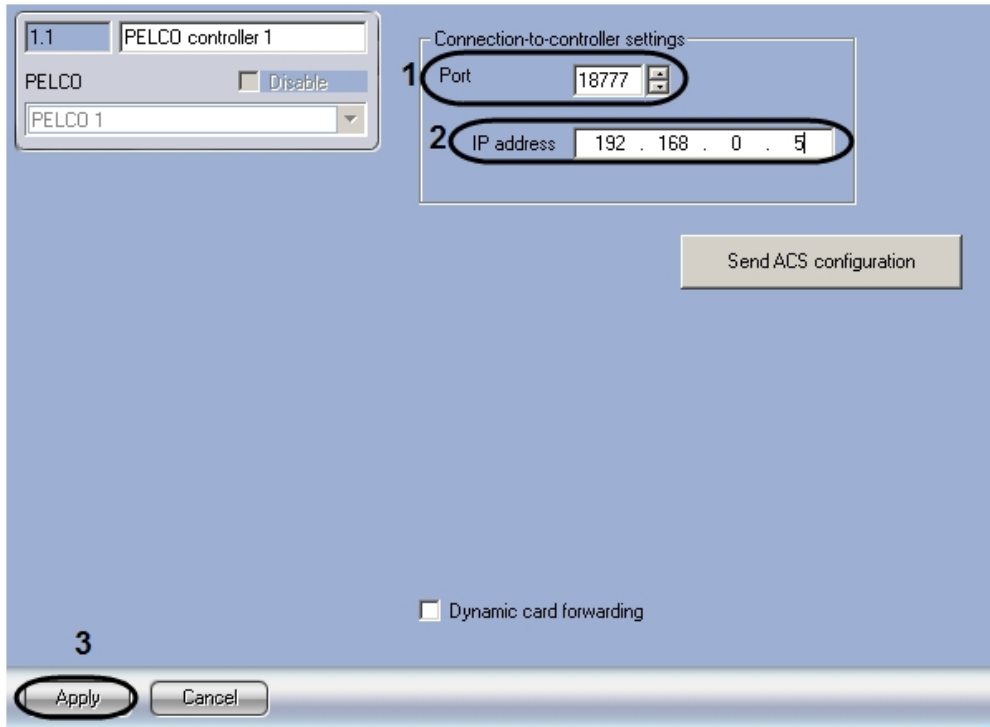 1.1 PELCO controller 1
PELCO Disable
PELCO 1
Connection-to-controller settings
1 Port 18777
2 IP address 192 . 168 . 0 . 5
Send ACS configuration
Dynamic card forwarding
3
Apply Cancel